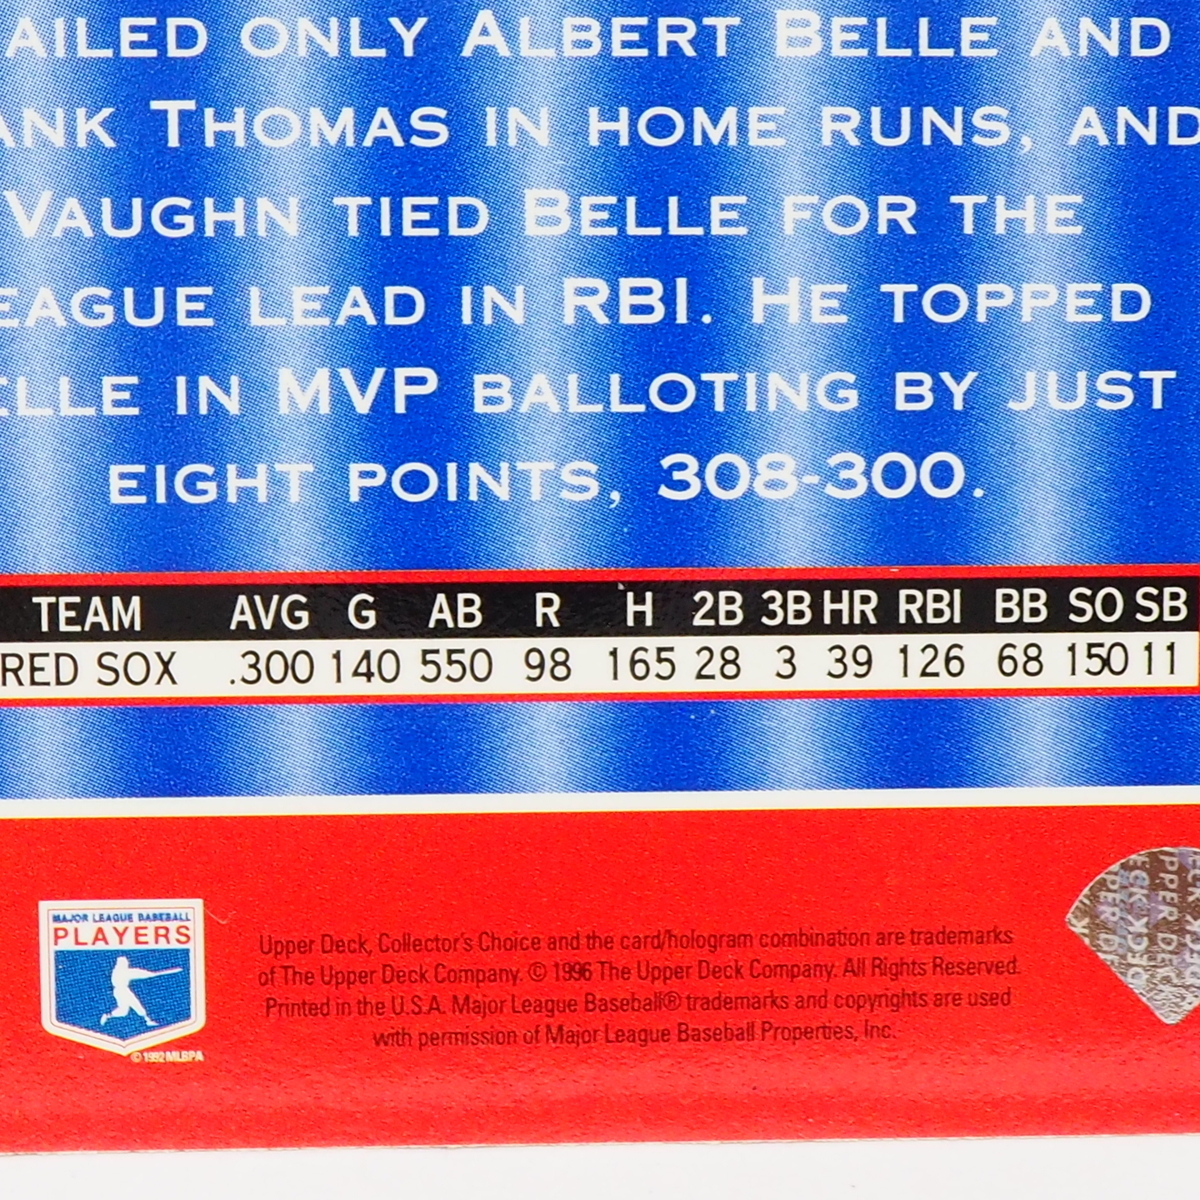 AILED ONLY ALBERT BELLE AND
ANK THOMAS IN HOME RUNS, AND
VAUGHN TIED BELLE FOR THE
EAGUE LEAD IN RBI. HE TOPPED
ELLE IN MVP BALLOTING BY JUST
EIGHT POINTS, 308-300.
TEAM AVG G AB R H 2B 3B HR RBI BB SO SB
RED SOX .300 140 550 98 165 28 3 39 126 68 150 11
MAJOR LEAGUE BASEBALL
PLAYERS
© 1992 MLBPA
Upper Deck, Collector's Choice and the card/hologram combination are trademarks
of The Upper Deck Company. © 1996 The Upper Deck Company. All Rights Reserved.
Printed in the U.S.A. Major League Baseball® trademarks and copyrights are used
with permission of Major League Baseball Properties, Inc.